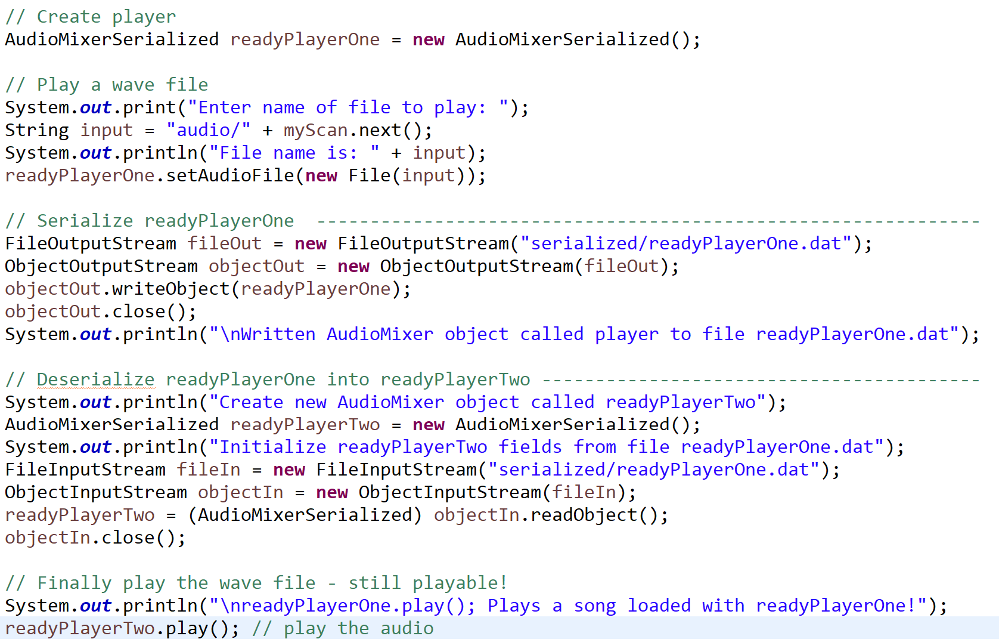 // Create player
AudioMixerSerialized readyPlayerOne = new AudioMixerSerialized();
// Play a wave file
System.out.print("Enter name of file to play: ");
String input = "audio/" + myScan.next();
System.out.println("File name is: " + input);
readyPlayerOne.setAudioFile(new File(input));
// Serialize readyPlayerOne  --------------------------------------------------------------
FileOutputStream fileOut = new FileOutputStream("serialized/readyPlayerOne.dat");
ObjectOutputStream objectOut = new ObjectOutputStream(fileOut);
objectOut.writeObject(readyPlayerOne);
objectOut.close();
System.out.println("\nWritten AudioMixer object called player to file readyPlayerOne.dat");
// Deserialize readyPlayerOne into readyPlayerTwo -----------------------------------------
System.out.println("Create new AudioMixer object called readyPlayerTwo");
AudioMixerSerialized readyPlayerTwo = new AudioMixerSerialized();
System.out.println("Initialize readyPlayerTwo fields from file readyPlayerOne.dat");
FileInputStream fileIn = new FileInputStream("serialized/readyPlayerOne.dat");
ObjectInputStream objectIn = new ObjectInputStream(fileIn);
readyPlayerTwo = (AudioMixerSerialized) objectIn.readObject();
objectIn.close();
// Finally play the wave file - still playable!
System.out.println("\nreadyPlayerOne.play(); Plays a song loaded with readyPlayerOne!");
readyPlayerTwo.play(); // play the audio